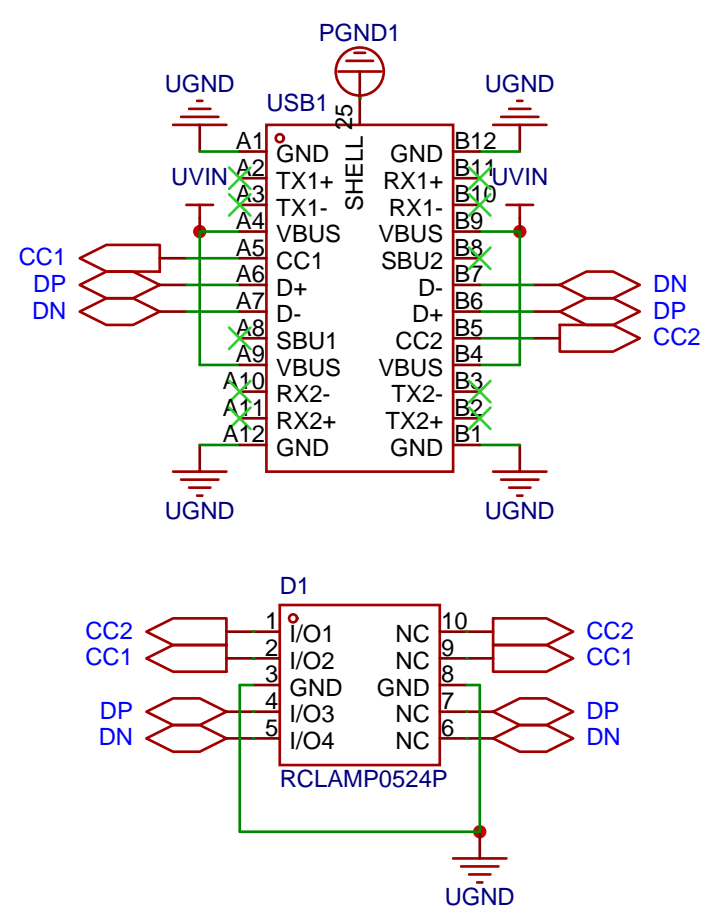 PGND1
UGND UGND
USB1 25
A1 GND SHELL GND B12
A2 TX1+ RX1+ B11
UVIN UVIN
A3 TX1- RX1- B10
A4 VBUS VBUS B9
CC1 A5 CC1 SBU2 B8
DP A6 D+ D- B7 DN
DN A7 D- D+ B6 DP
A8 SBU1 CC2 B5 CC2
A9 VBUS VBUS B4
A10 RX2- TX2- B3
A11 RX2+ TX2+ B2
A12 GND GND B1
UGND UGND
D1
CC2 1 I/O1 NC 10 CC2
CC1 2 I/O2 NC 9 CC1
3 GND GND 8
DP 4 I/O3 NC 7 DP
DN 5 I/O4 NC 6 DN
RCLAMP0524P
UGND